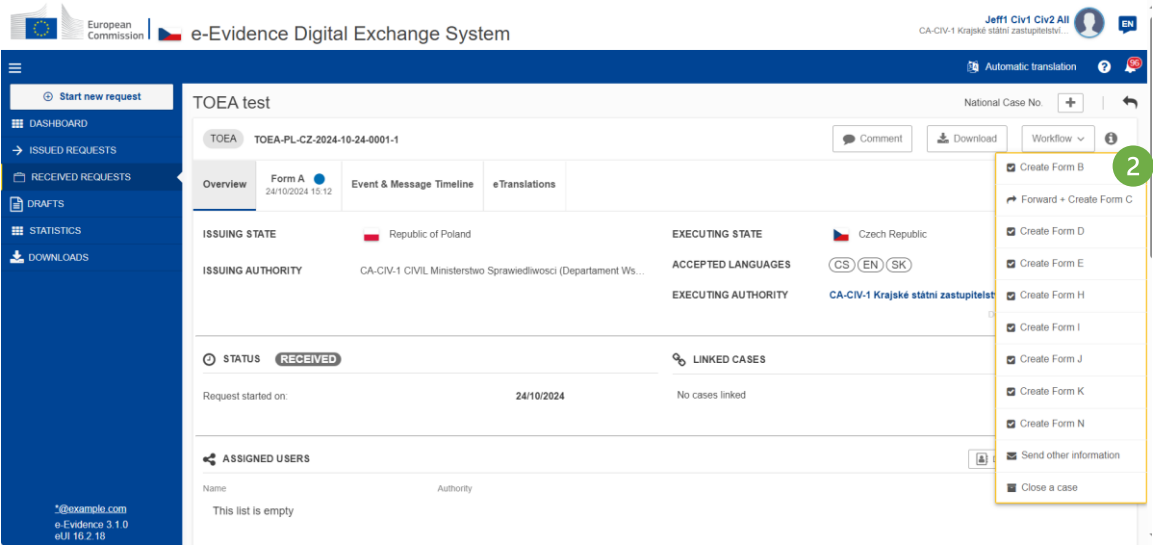 European
Commission
e-Evidence Digital Exchange System
Jeff1 Civ1 Civ2 All
CA-CIV-1 Krajské státní zastupitelství...
EN
Automatic translation
?
96
Start new request
DASHBOARD
ISSUED REQUESTS
RECEIVED REQUESTS
DRAFTS
STATISTICS
DOWNLOADS
*@example.com
e-Evidence 3.1.0
eUI 16.2.18
TOEA test
National Case No.
TOEA TOEA-PL-CZ-2024-10-24-0001-1
Comment
Download
Workflow
Overview
Form A
24/10/2024 15:12
Event & Message Timeline
eTranslations
ISSUING STATE
Republic of Poland
ISSUING AUTHORITY
CA-CIV-1 CIVIL Ministerstwo Sprawiedliwosci (Departament Ws...
EXECUTING STATE
Czech Republic
ACCEPTED LANGUAGES
CS EN SK
EXECUTING AUTHORITY
CA-CIV-1 Krajské státní zastupitelst
STATUS RECEIVED
Request started on:
24/10/2024
LINKED CASES
No cases linked
ASSIGNED USERS
Name
Authority
This list is empty
2
Create Form B
Forward + Create Form C
Create Form D
Create Form E
Create Form H
Create Form I
Create Form J
Create Form K
Create Form N
Send other information
Close a case